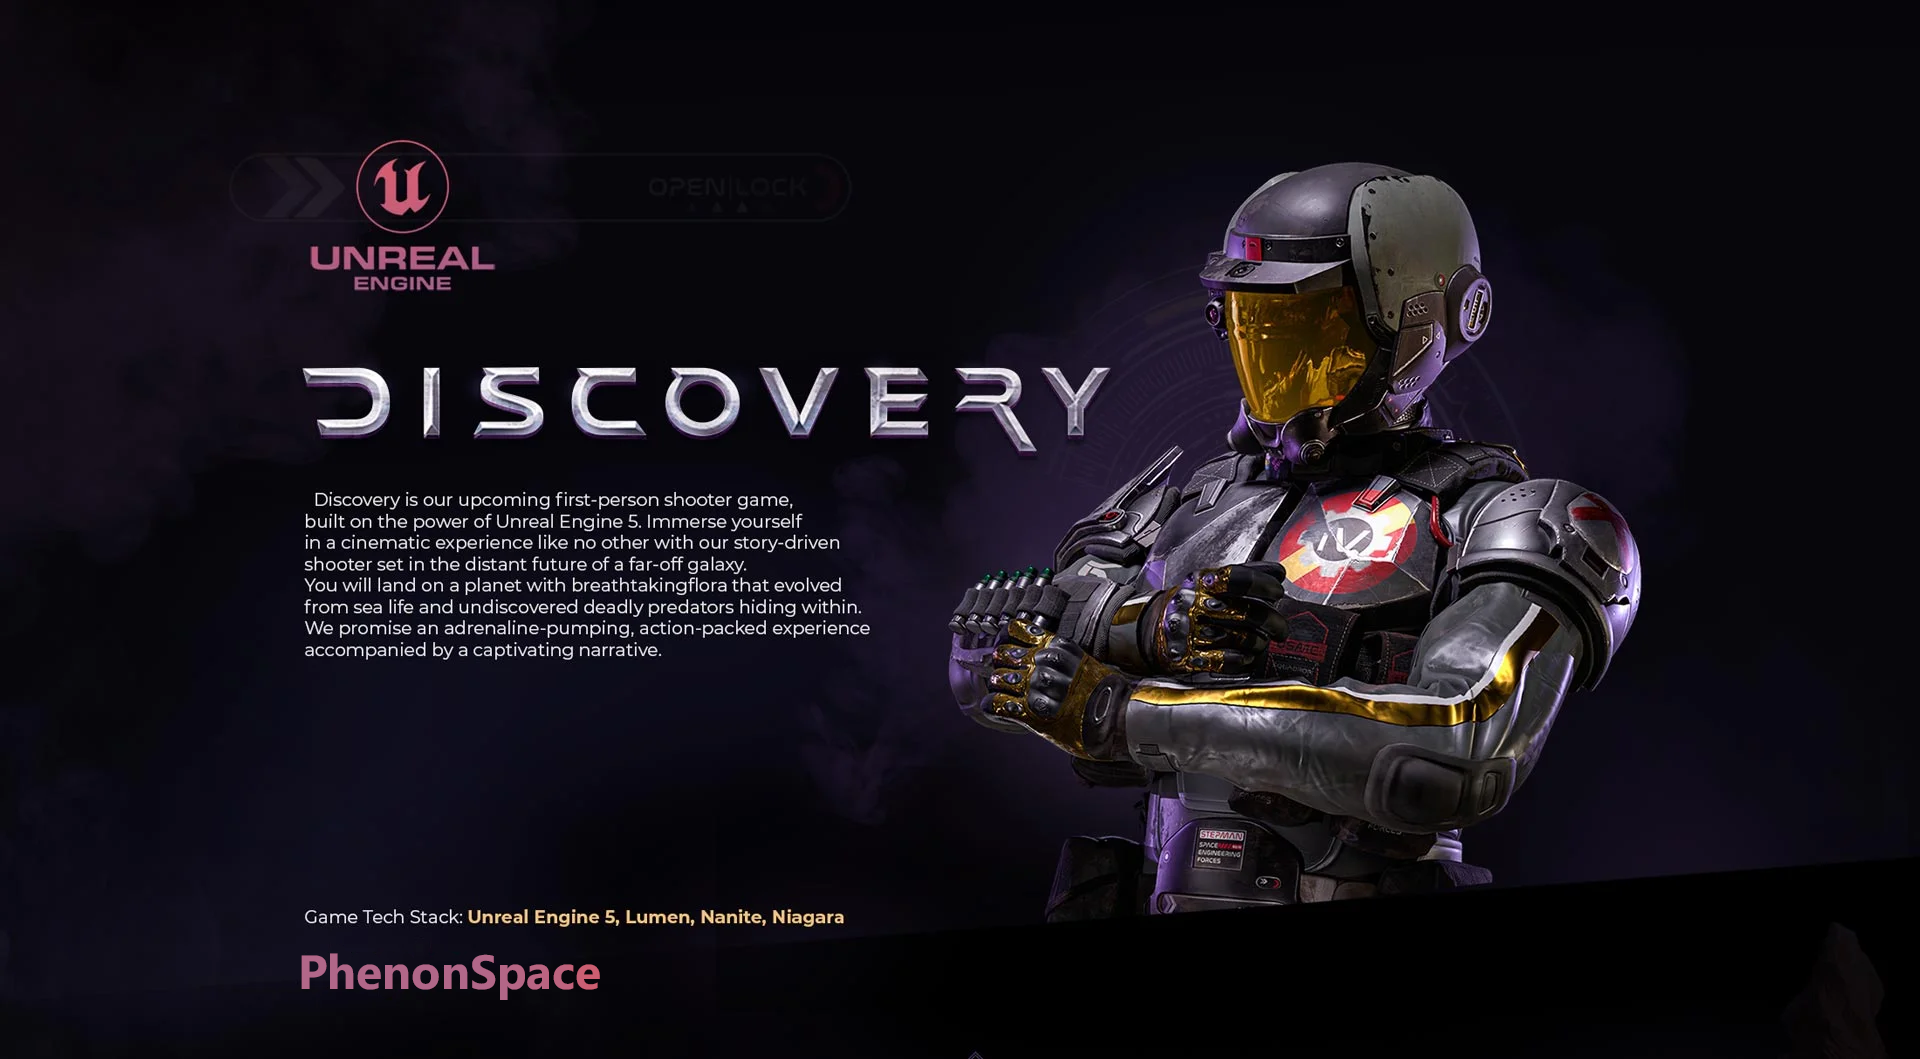 OPEN|LOCK
UNREAL
ENGINE
DISCOVERY
Discovery is our upcoming first-person shooter game,
built on the power of Unreal Engine 5. Immerse yourself
in a cinematic experience like no other with our story-driven
shooter set in the distant future of a far-off galaxy.
You will land on a planet with breathtakingflora that evolved
from sea life and undiscovered deadly predators hiding within.
We promise an adrenaline-pumping, action-packed experience
accompanied by a captivating narrative.
STEPMAN
SPACE
ENGINEERING
FORCES
Game Tech Stack: Unreal Engine 5, Lumen, Nanite, Niagara
PhenonSpace